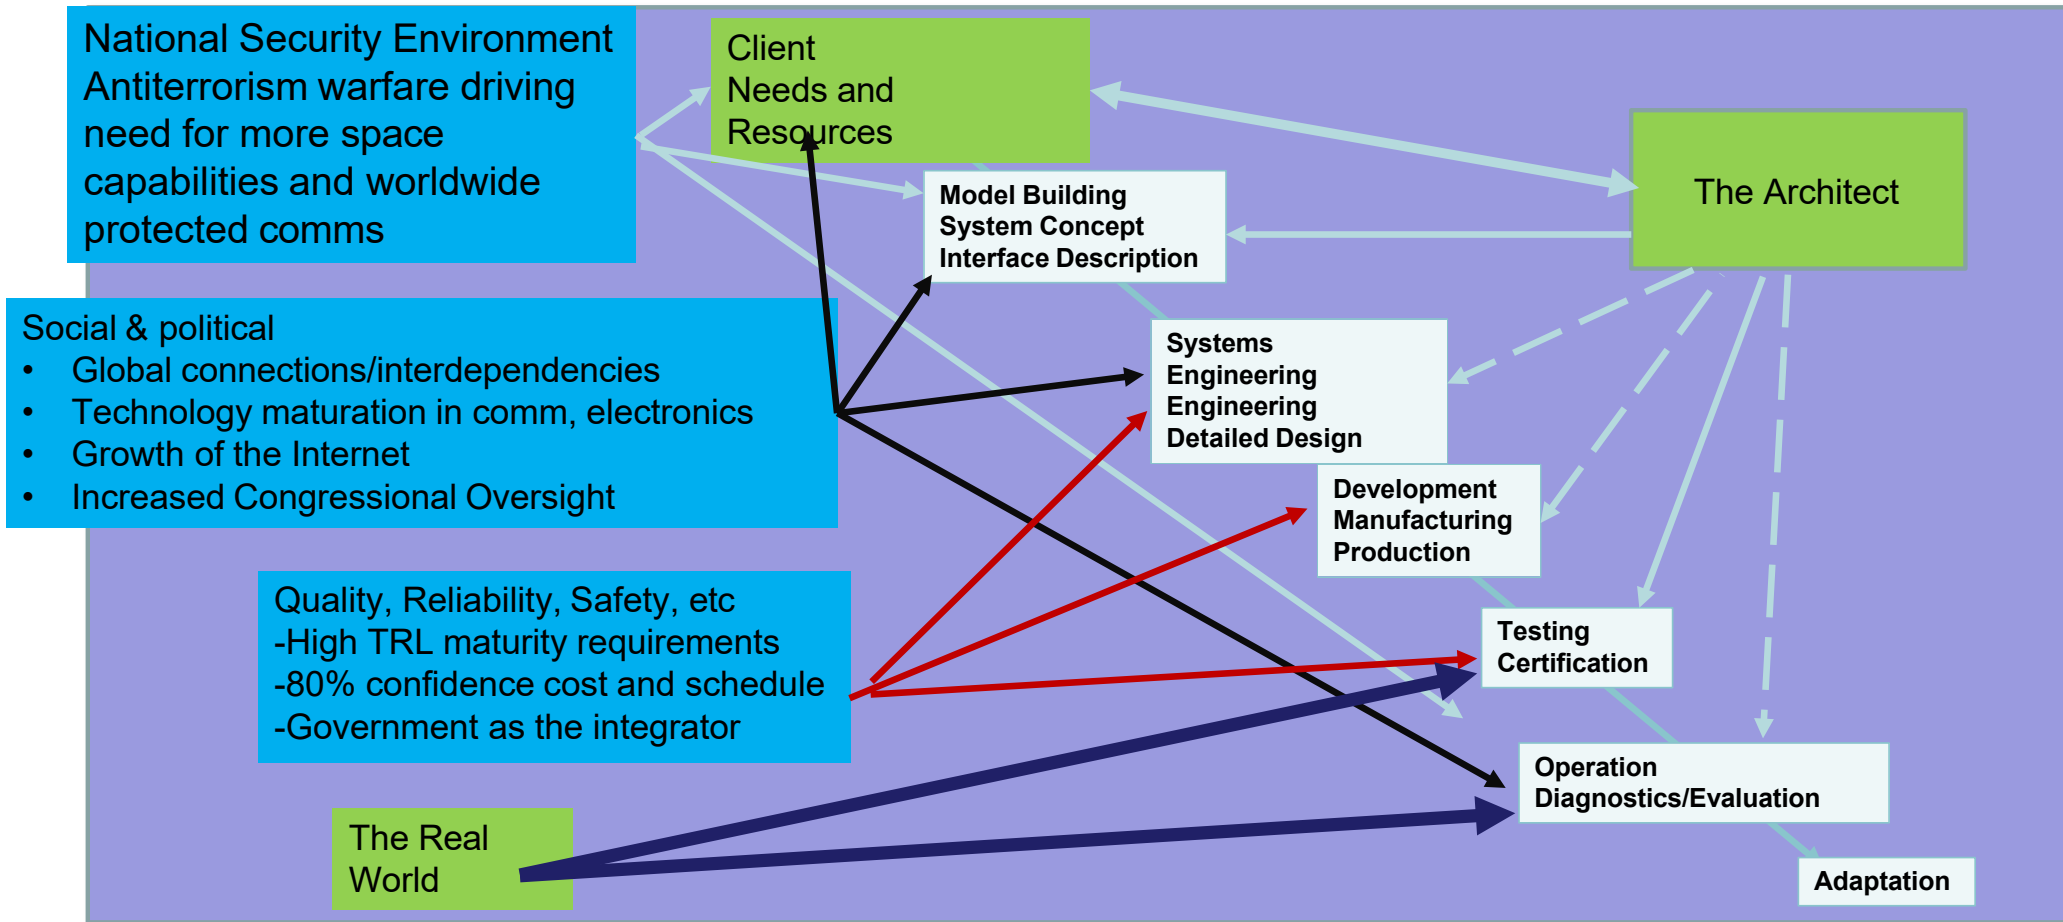 National Security Environment
Antiterrorism warfare driving
need for more space
capabilities and worldwide
protected comms
Client
Needs and
Resources
The Architect
Model Building
System Concept
Interface Description
Social & political
• Global connections/interdependencies
• Technology maturation in comm, electronics
• Growth of the Internet
• Increased Congressional Oversight
Systems
Engineering
Engineering
Detailed Design
Development
Manufacturing
Production
Quality, Reliability, Safety, etc
-High TRL maturity requirements
-80% confidence cost and schedule
-Government as the integrator
Testing
Certification
Operation
Diagnostics/Evaluation
The Real
World
Adaptation